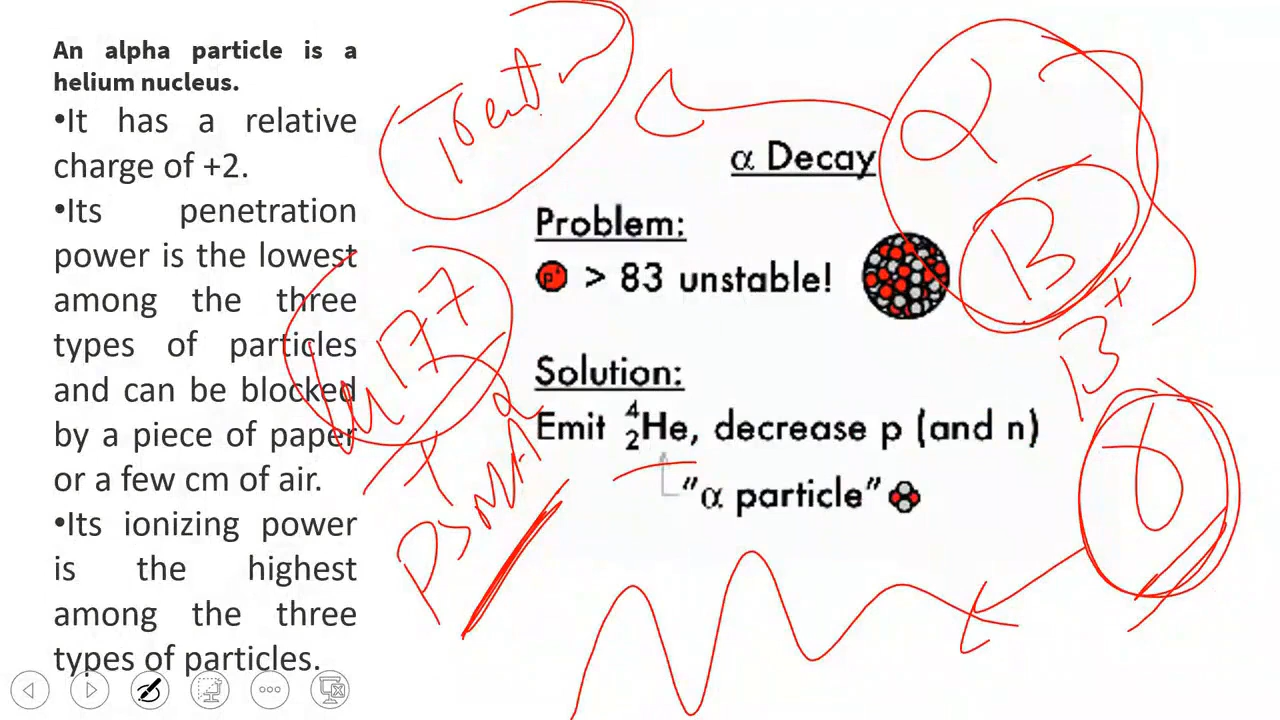 An alpha particle is a
helium nucleus.
•It has a relative
charge of +2.
•Its penetration
power is the lowest
among the three
types of particles
and can be blocked
by a piece of paper
or a few cm of air.
•Its ionizing power
is the highest
among the three
types of particles.
α Decay
Problem:
p+ > 83 unstable!
Solution:
Emit ⁴₂He, decrease p (and n)
"α particle"
α
B
B+
Lu 177
PSMA